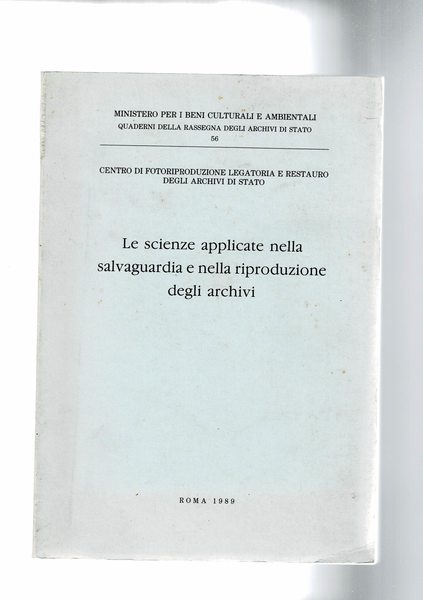 MINISTERO PER I BENI CULTURALI E AMBIENTALI
QUADERNI DELLA RASSEGNA DEGLI ARCHIVI DI STATO
56
CENTRO DI FOTORIPRODUZIONE LEGATORIA E RESTAURO
DEGLI ARCHIVI DI STATO
Le scienze applicate nella
salvaguardia e nella riproduzione
degli archivi
ROMA 1989